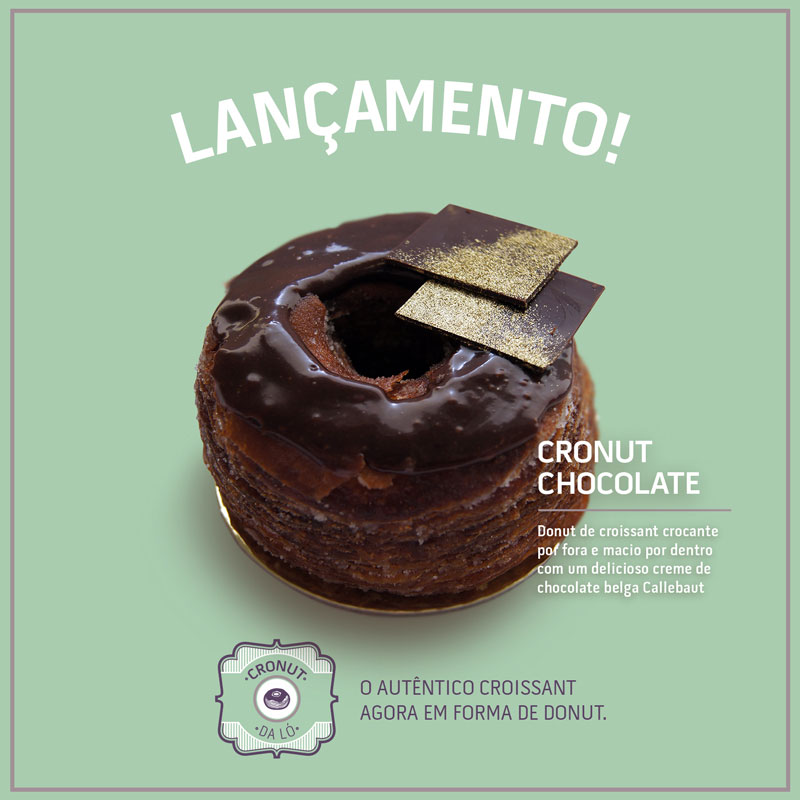 LANÇAMENTO!
CRONUT
CHOCOLATE
Donut de croissant crocante
por fora e macio por dentro
com um delicioso creme de
chocolate belga Callebaut
·CRONUT·
·DA LÓ·
O AUTÊNTICO CROISSANT
AGORA EM FORMA DE DONUT.